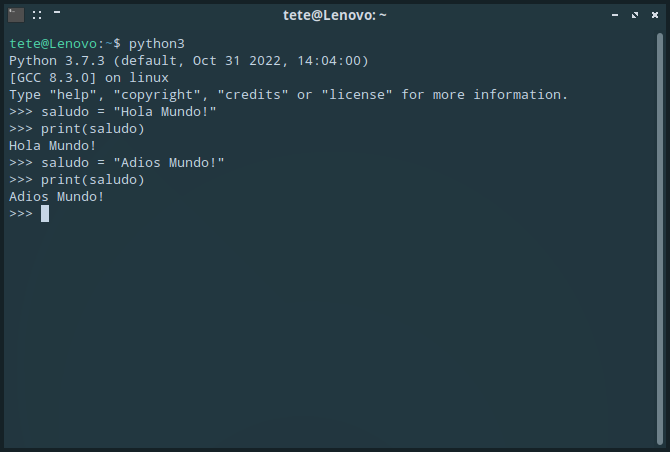 tete@Lenovo: ~
tete@Lenovo:~$ python3
Python 3.7.3 (default, Oct 31 2022, 14:04:00)
[GCC 8.3.0] on linux
Type "help", "copyright", "credits" or "license" for more information.
>>> saludo = "Hola Mundo!"
>>> print(saludo)
Hola Mundo!
>>> saludo = "Adios Mundo!"
>>> print(saludo)
Adios Mundo!
>>>